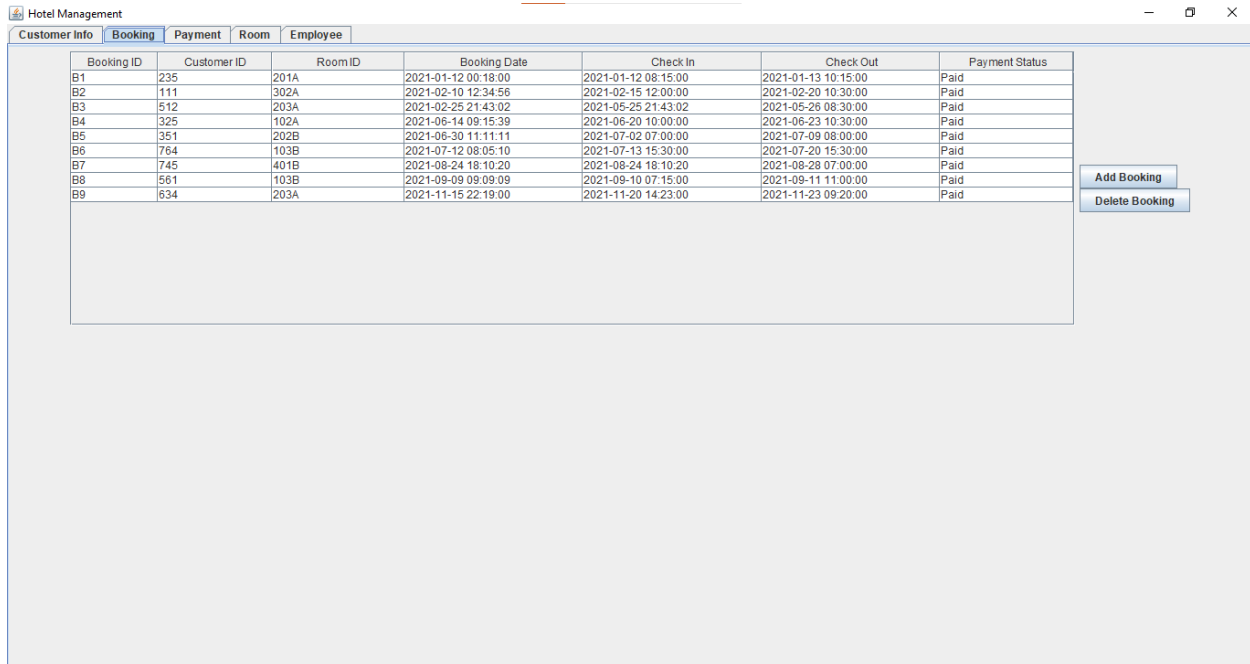 Hotel Management
Customer Info Booking Payment Room Employee
Booking ID Customer ID Room ID Booking Date Check In Check Out Payment Status
B1 235 201A 2021-01-12 00:18:00 2021-01-12 08:15:00 2021-01-13 10:15:00 Paid
B2 111 302A 2021-02-10 12:34:56 2021-02-15 12:00:00 2021-02-20 10:30:00 Paid
B3 512 203A 2021-02-25 21:43:02 2021-05-25 21:43:02 2021-05-26 08:30:00 Paid
B4 325 102A 2021-06-14 09:15:39 2021-06-20 10:00:00 2021-06-23 10:30:00 Paid
B5 351 202B 2021-06-30 11:11:11 2021-07-02 07:00:00 2021-07-09 08:00:00 Paid
B6 764 103B 2021-07-12 08:05:10 2021-07-13 15:30:00 2021-07-20 15:30:00 Paid
B7 745 401B 2021-08-24 18:10:20 2021-08-24 18:10:20 2021-08-28 07:00:00 Paid
B8 561 103B 2021-09-09 09:09:09 2021-09-10 07:15:00 2021-09-11 11:00:00 Paid
B9 634 203A 2021-11-15 22:19:00 2021-11-20 14:23:00 2021-11-23 09:20:00 Paid
Add Booking
Delete Booking